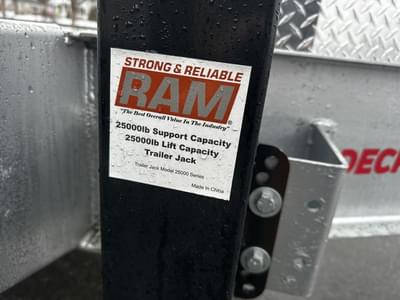 STRONG & RELIABLE
RAM®
"The Best Overall Value In The Industry"
25000lb Support Capacity
25000lb Lift Capacity
Trailer Jack
Trailer Jack Model 25000 Series
Made In China
DECK